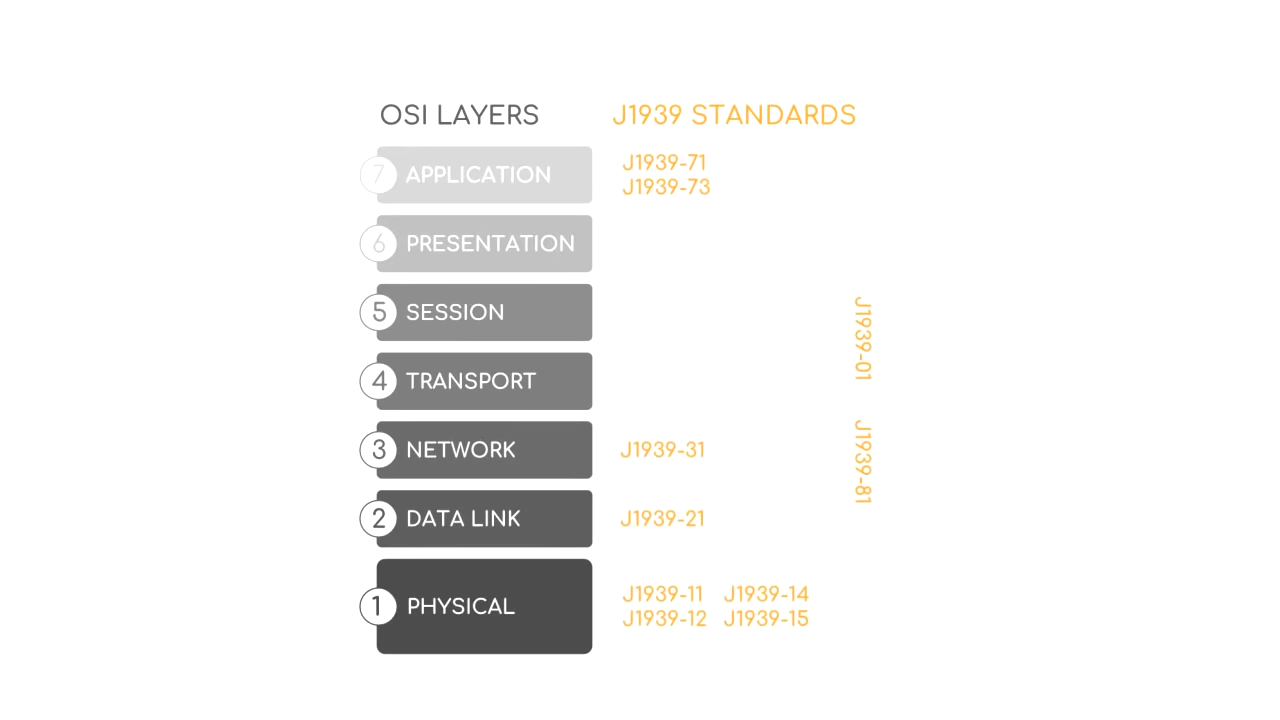 OSI LAYERS
J1939 STANDARDS
7 APPLICATION
J1939-71
J1939-73
6 PRESENTATION
5 SESSION
4 TRANSPORT
3 NETWORK
J1939-31
2 DATA LINK
J1939-21
1 PHYSICAL
J1939-11 J1939-14
J1939-12 J1939-15
J1939-01
J1939-81